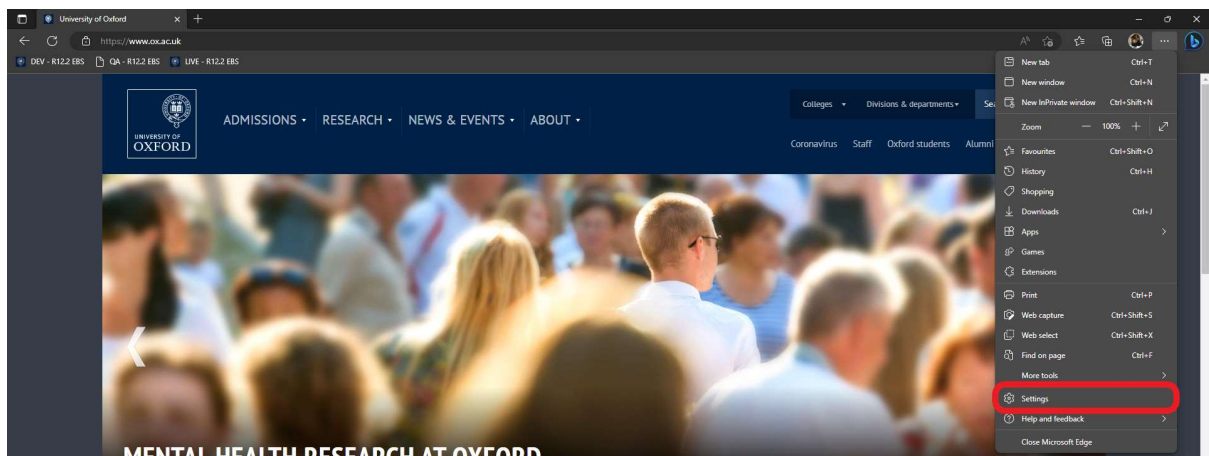 University of Oxford
https://www.ox.ac.uk
DEV - R12.2 EBS QA - R12.2 EBS LIVE - R12.2 EBS
UNIVERSITY OF
OXFORD
ADMISSIONS RESEARCH NEWS & EVENTS ABOUT
Colleges Divisions & departments
Coronavirus Staff Oxford students Alumni
MENTAL HEALTH RESEARCH AT OXFORD
New tab Ctrl+T
New window Ctrl+N
New InPrivate window Ctrl+Shift+N
Zoom — 100% +
Favourites Ctrl+Shift+O
History Ctrl+H
Shopping
Downloads Ctrl+J
Apps
Games
Extensions
Print Ctrl+P
Web capture Ctrl+Shift+S
Web select Ctrl+Shift+X
Find on page Ctrl+F
More tools
Settings
Help and feedback
Close Microsoft Edge